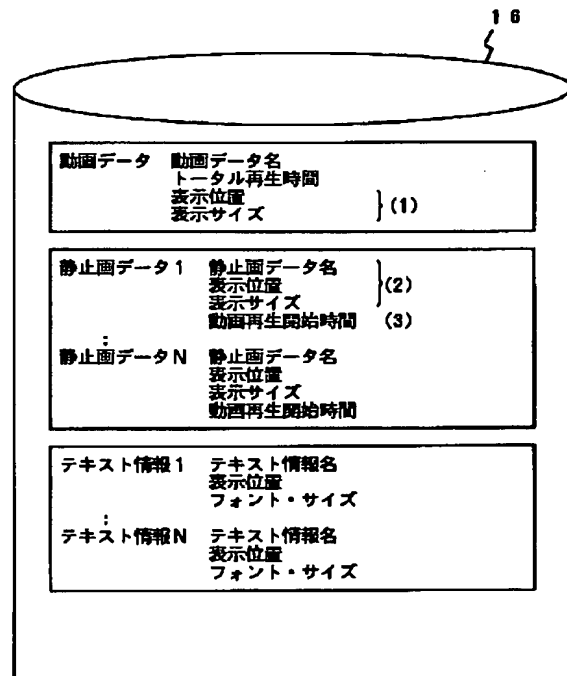 16
動画データ 動画データ名
トータル再生時間
表示位置
表示サイズ (1)
静止画データ1 静止画データ名
表示位置 (2)
表示サイズ
動画再生開始時間 (3)
:
静止画データN 静止画データ名
表示位置
表示サイズ
動画再生開始時間
テキスト情報1 テキスト情報名
表示位置
フォント・サイズ
:
テキスト情報N テキスト情報名
表示位置
フォント・サイズ